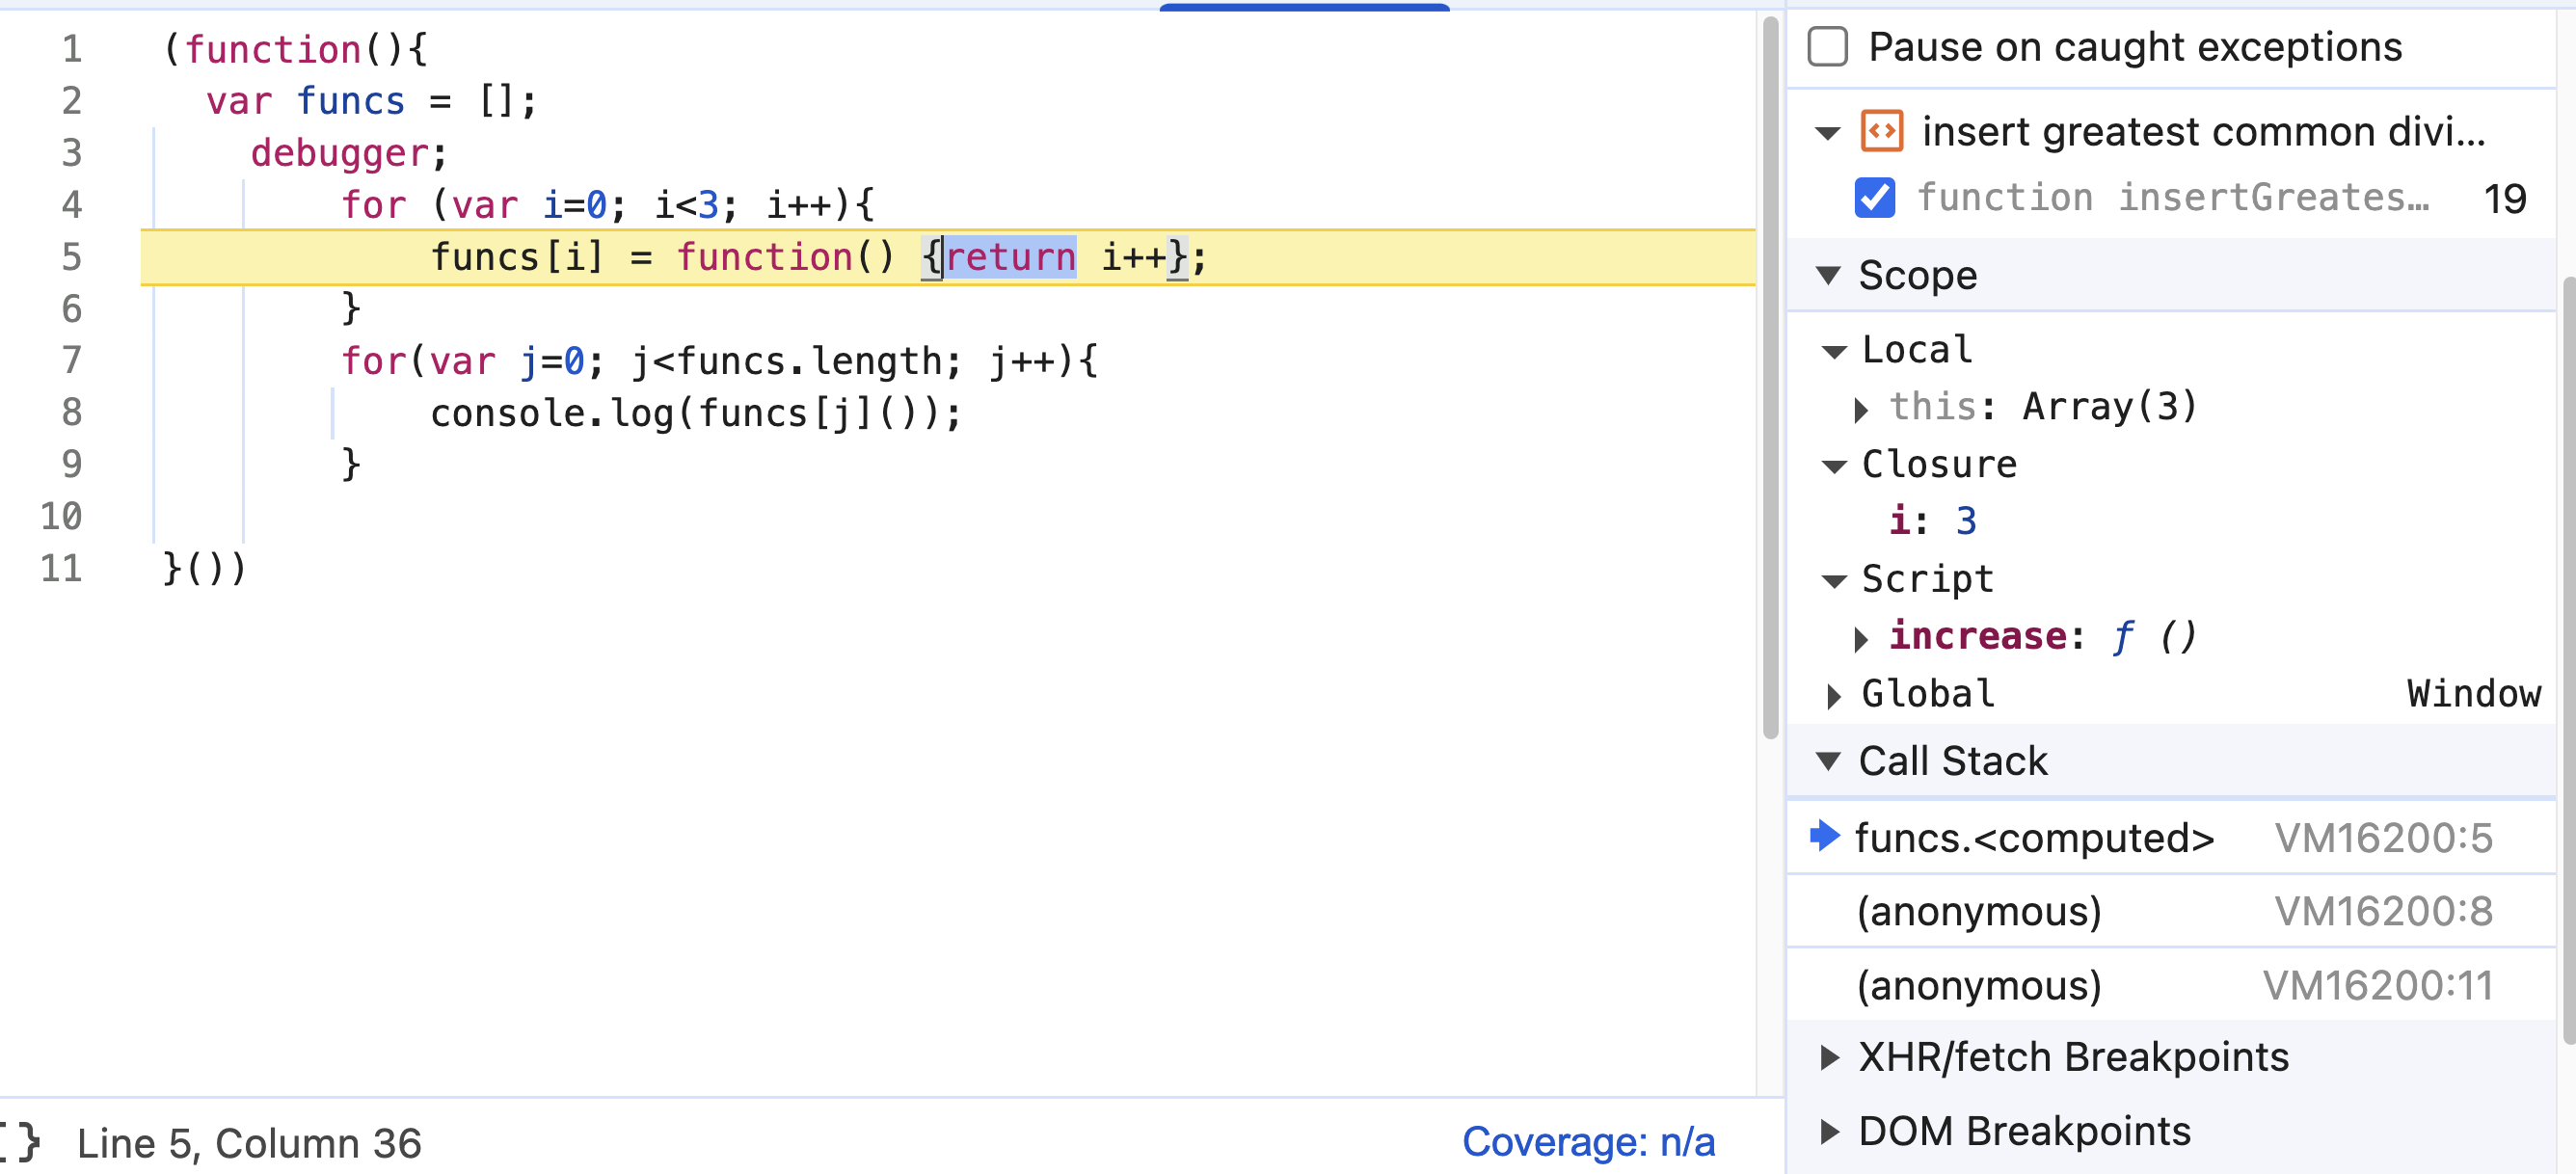 1 (function(){
2 var funcs = [];
3 debugger;
4 for (var i=0; i<3; i++){
5 funcs[i] = function() {return i++};
6 }
7 for(var j=0; j<funcs.length; j++){
8 console.log(funcs[j]());
9 }
10
11 }())
{} Line 5, Column 36
Coverage: n/a
Pause on caught exceptions
insert greatest common divi…
function insertGreates… 19
Scope
Local
this: Array(3)
Closure
i: 3
Script
increase: ƒ ()
Global Window
Call Stack
funcs.<computed> VM16200:5
(anonymous) VM16200:8
(anonymous) VM16200:11
XHR/fetch Breakpoints
DOM Breakpoints